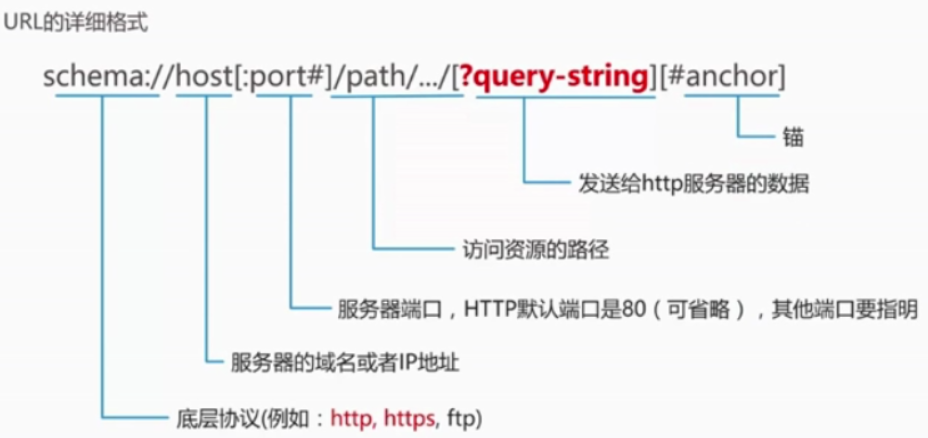 URL的详细格式
schema://host[:port#]/path/.../[?query-string][#anchor]
锚
发送给http服务器的数据
访问资源的路径
服务器端口，HTTP默认端口是80（可省略），其他端口要指明
服务器的域名或者IP地址
底层协议(例如：http, https, ftp)